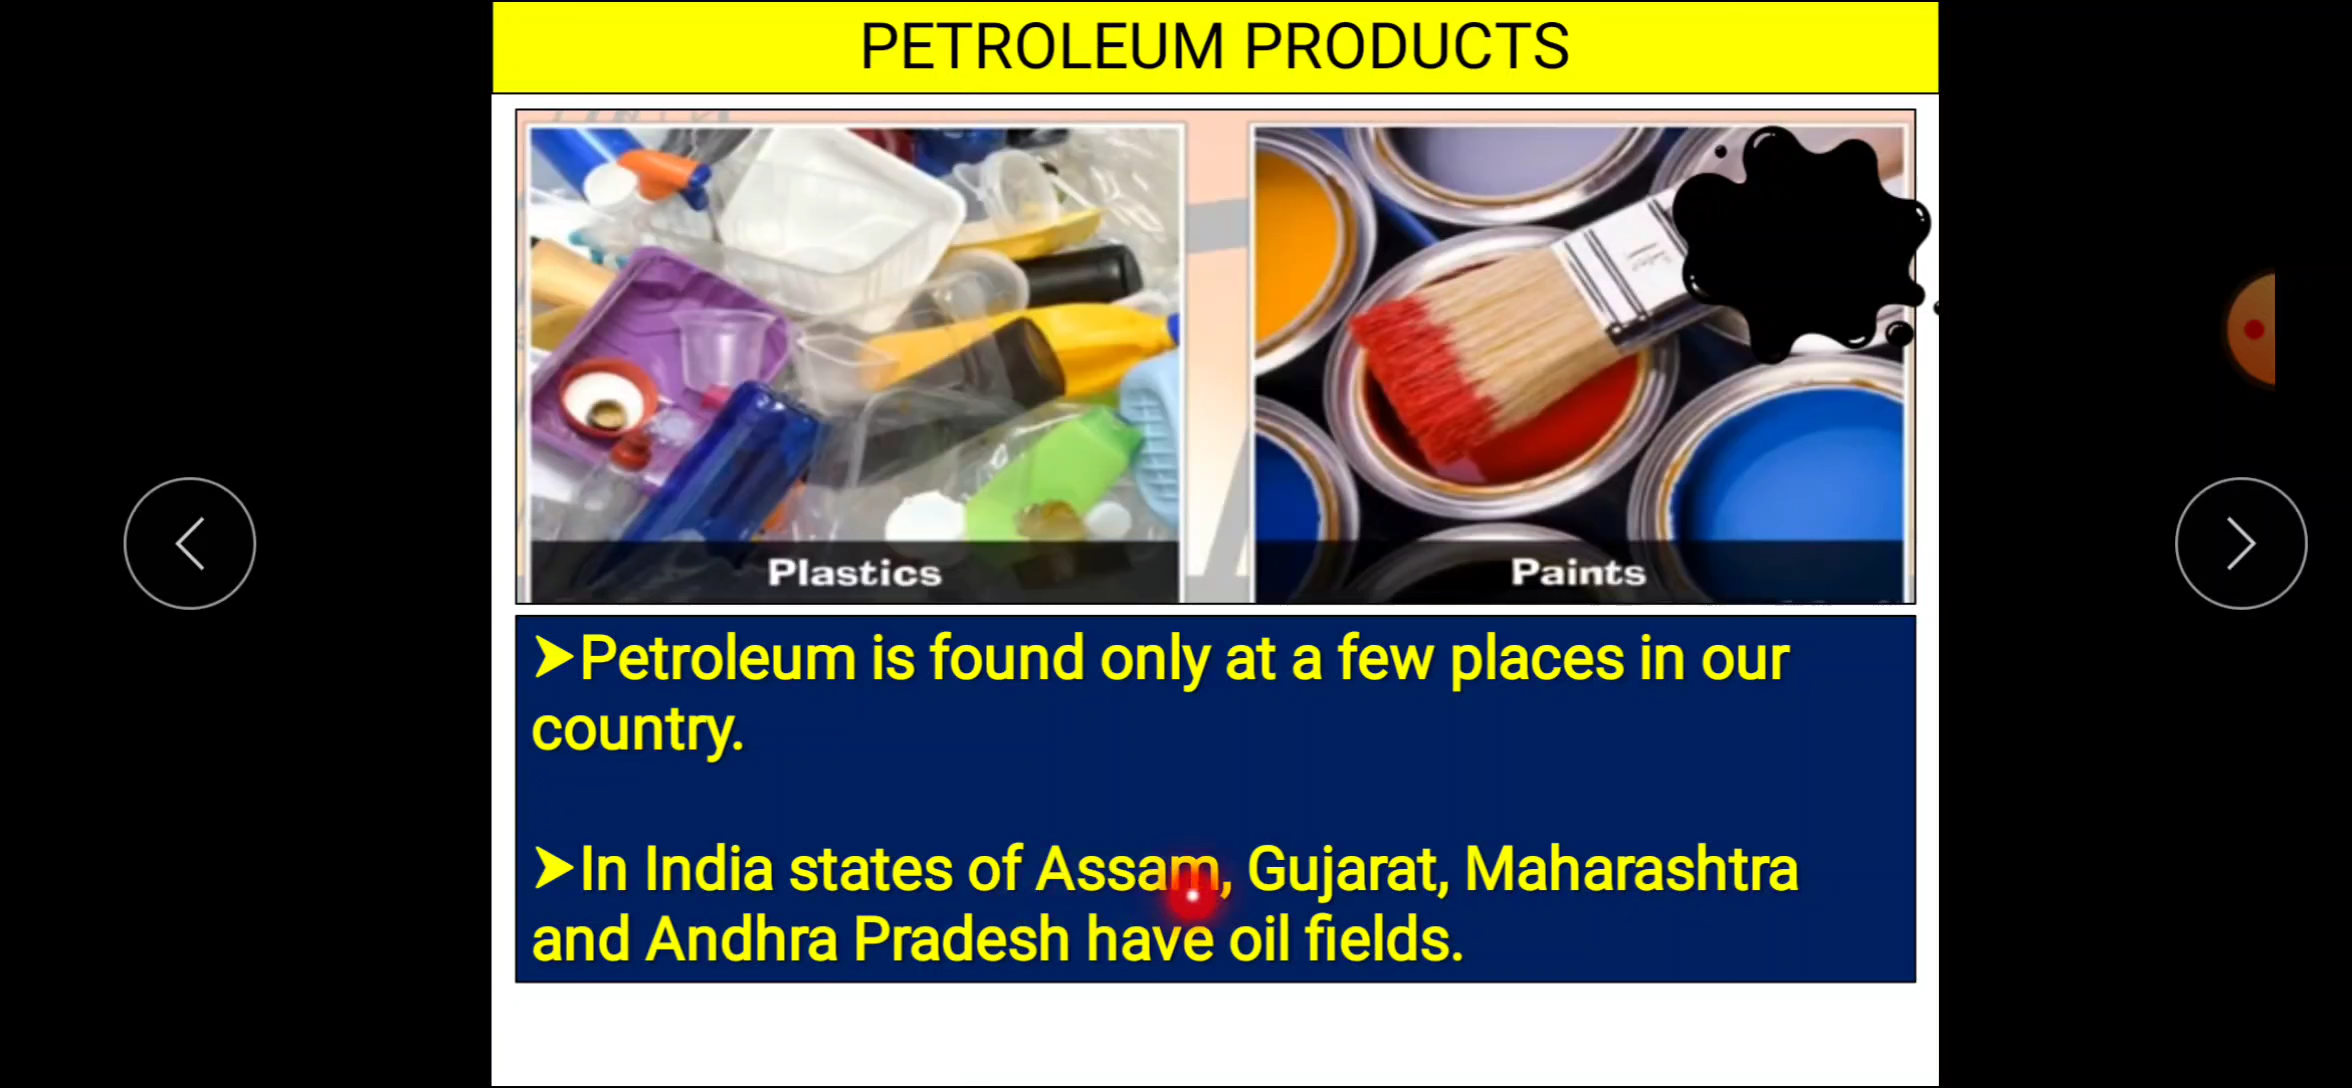 PETROLEUM PRODUCTS
Plastics
Paints
➤Petroleum is found only at a few places in our
country.
➤In India states of Assam, Gujarat, Maharashtra
and Andhra Pradesh have oil fields.